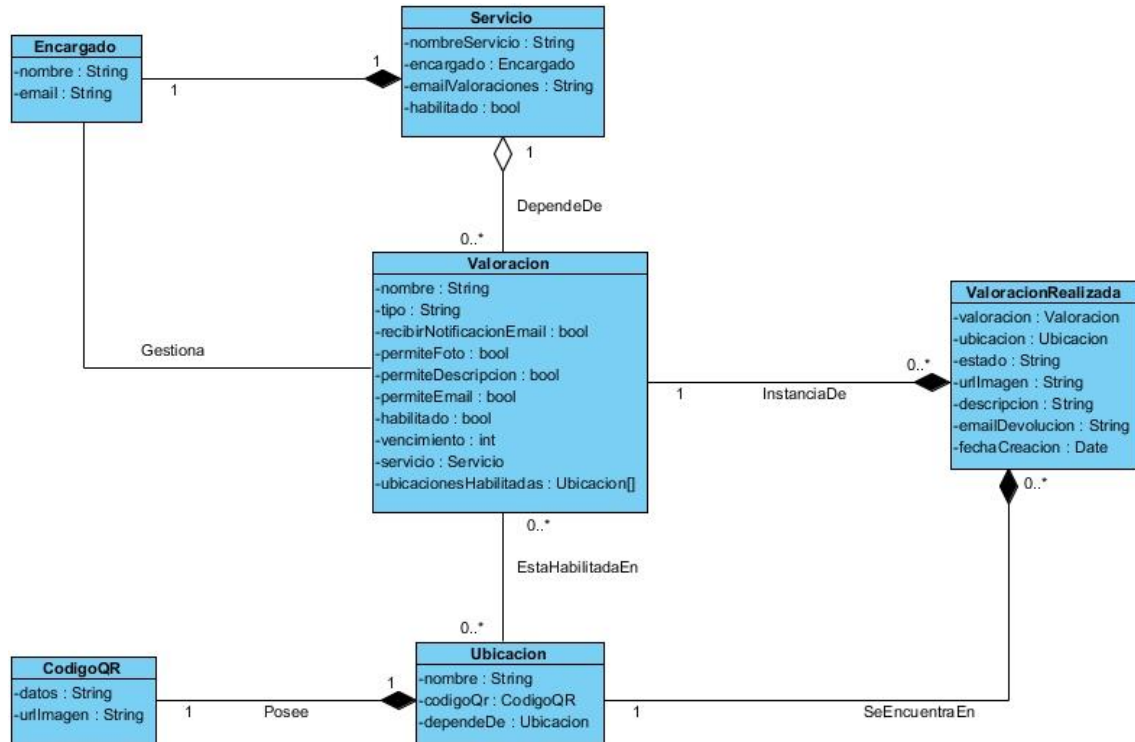 Servicio
-nombreServicio : String
-encargado : Encargado
-emailValoraciones : String
-habilitado : bool
Encargado
-nombre : String
-email : String
1
1
1
DependeDe
0..*
Valoracion
-nombre : String
-tipo : String
-recibirNotificacionEmail : bool
-permiteFoto : bool
-permiteDescripcion : bool
-permiteEmail : bool
-habilitado : bool
-vencimiento : int
-servicio : Servicio
-ubicacionesHabilitadas : Ubicacion[]
Gestiona
ValoracionRealizada
-valoracion : Valoracion
-ubicacion : Ubicacion
-estado : String
-urlImagen : String
-descripcion : String
-emailDevolucion : String
-fechaCreacion : Date
1
InstanciaDe
0..*
0..*
0..*
EstaHabilitadaEn
0..*
Ubicacion
-nombre : String
-codigoQr : CodigoQR
-dependeDe : Ubicacion
CodigoQR
-datos : String
-urlImagen : String
1
Posee
1
1
SeEncuentraEn